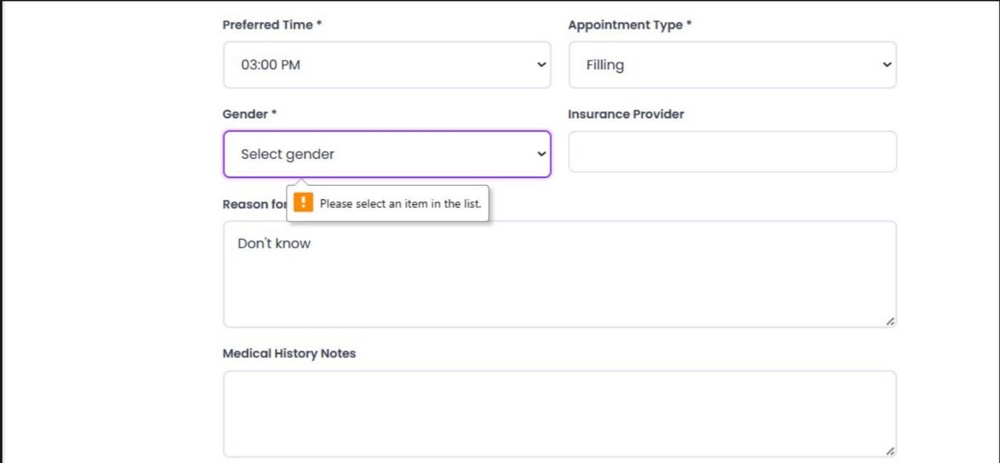 Preferred Time *
Appointment Type *
03:00 PM
Filling
Gender *
Insurance Provider
Select gender
Please select an item in the list.
Reason for
Don't know
Medical History Notes